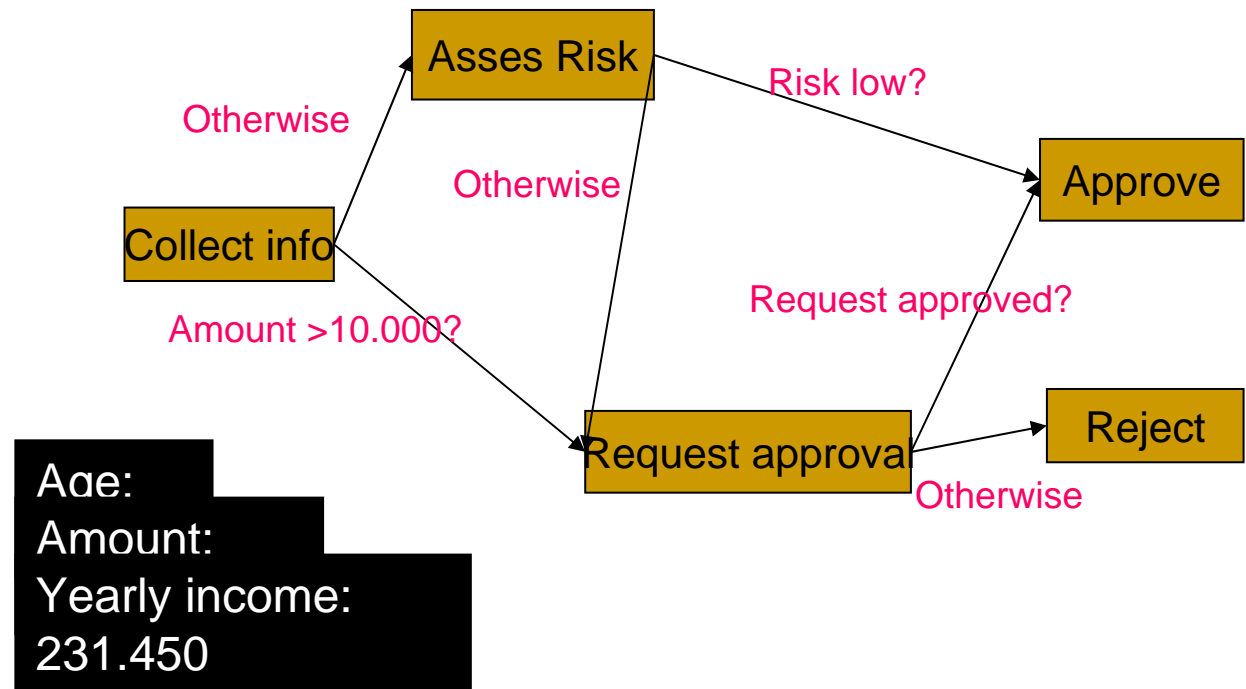 Asses Risk
Risk low?
Otherwise
Otherwise
Approve
Collect info
Request approved?
Amount >10.000?
Reject
Request approval
Otherwise
Age:
Amount:
Yearly income:
231.450